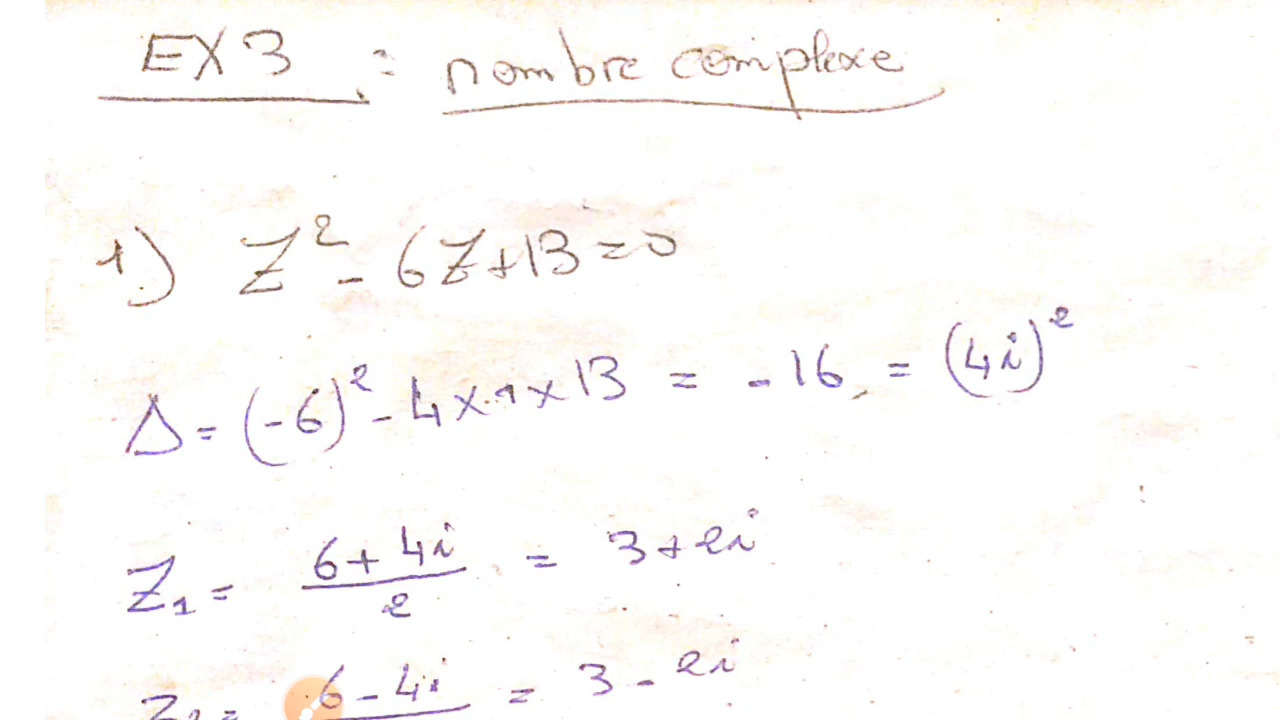 EX3 : nombre complexe
1) Z² - 6Z+13=0
Δ = (-6)² - 4×1×13 = -16 = (4i)²
Z₁ = (6+4i)/2 = 3+2i
Z₂ = 6-4i = 3-2i